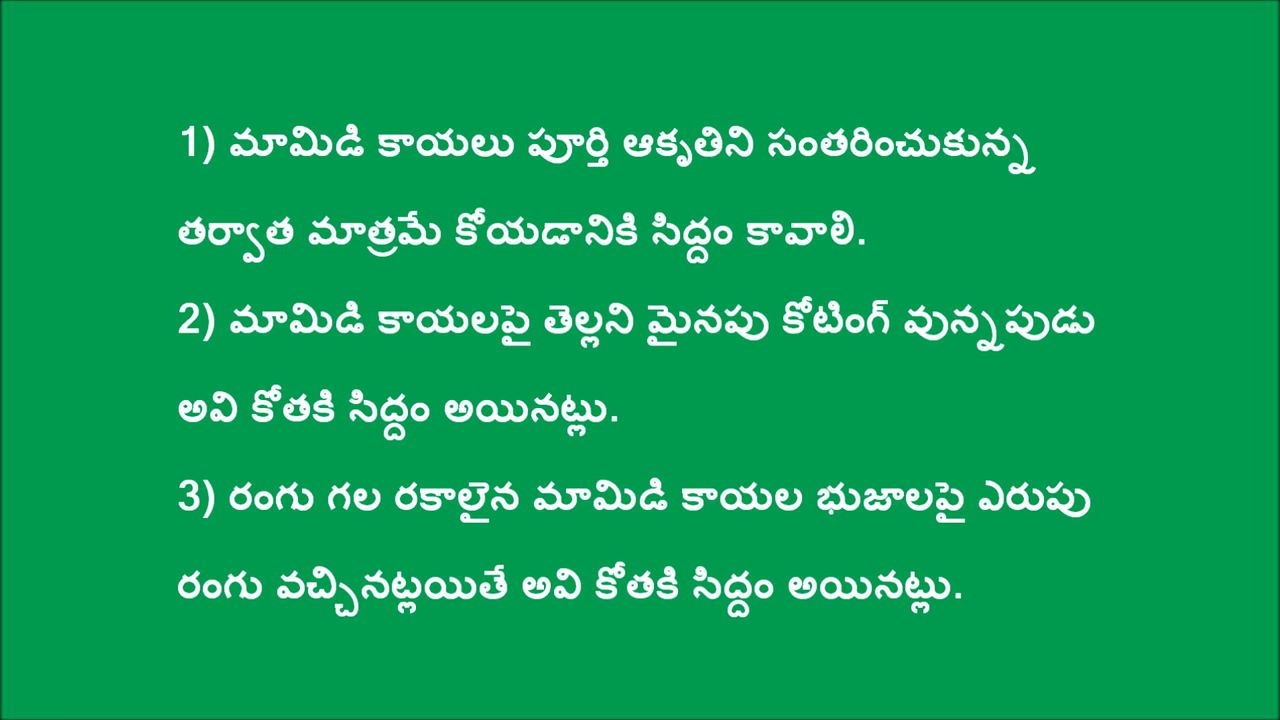 1) మామిడి కాయలు పూర్తి ఆకృతిని సంతరించుకున్న
తర్వాత మాత్రమే కోయడానికి సిద్దం కావాలి.
2) మామిడి కాయలపై తెల్లని మైనపు కోటింగ్ వున్నపుడు
అవి కోతకి సిద్దం అయినట్లు.
3) రంగు గల రకాలైన మామిడి కాయల భుజాలపై ఎరుపు
రంగు వచ్చినట్లయితే అవి కోతకి సిద్దం అయినట్లు.